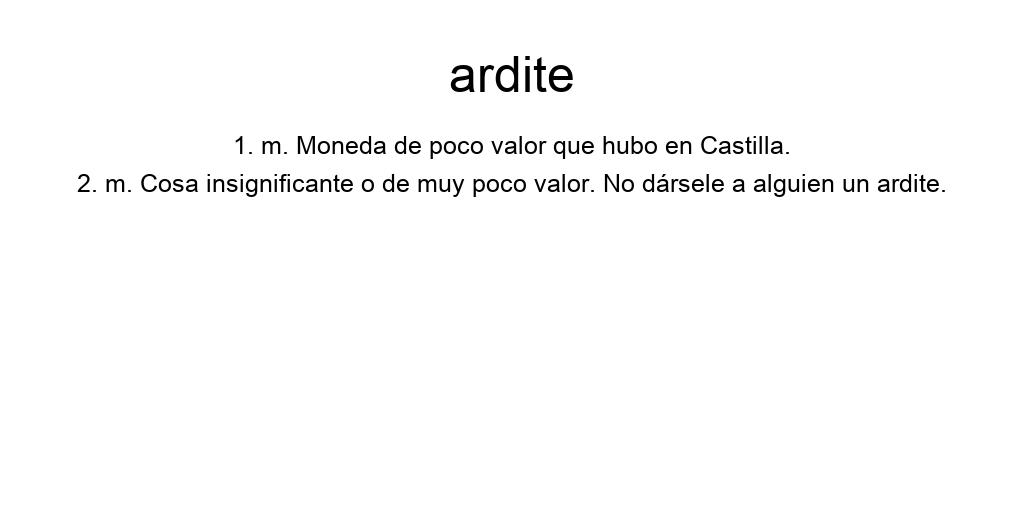 ardite
1. m. Moneda de poco valor que hubo en Castilla.
2. m. Cosa insignificante o de muy poco valor. No dársele a alguien un ardite.